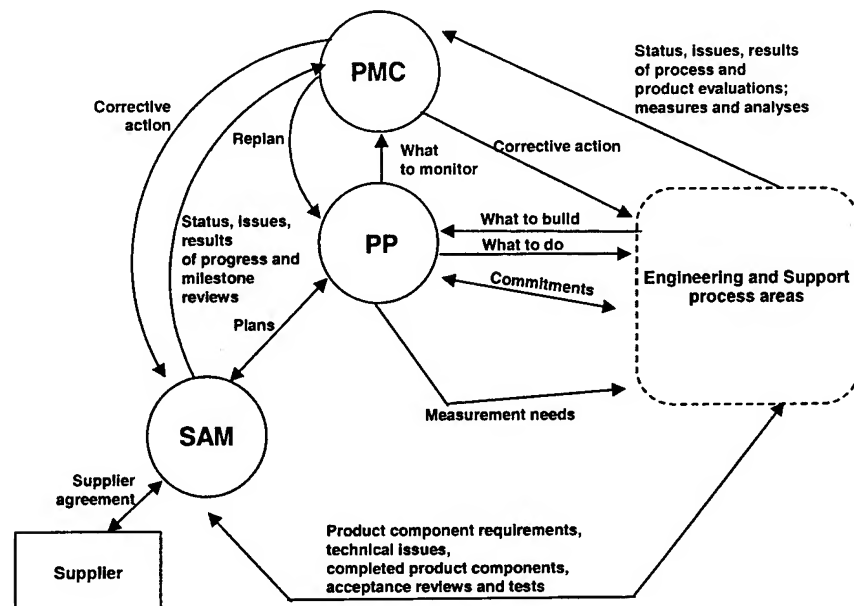 PMC
Status, issues, results
of process and
product evaluations;
measures and analyses
Corrective
action
Replan
What
to monitor
Corrective action
Status, issues,
results
of progress and
milestone
reviews
PP
What to build
What to do
Commitments
Engineering and Support
process areas
Plans
Measurement needs
SAM
Supplier
agreement
Product component requirements,
technical issues,
completed product components,
acceptance reviews and tests
Supplier